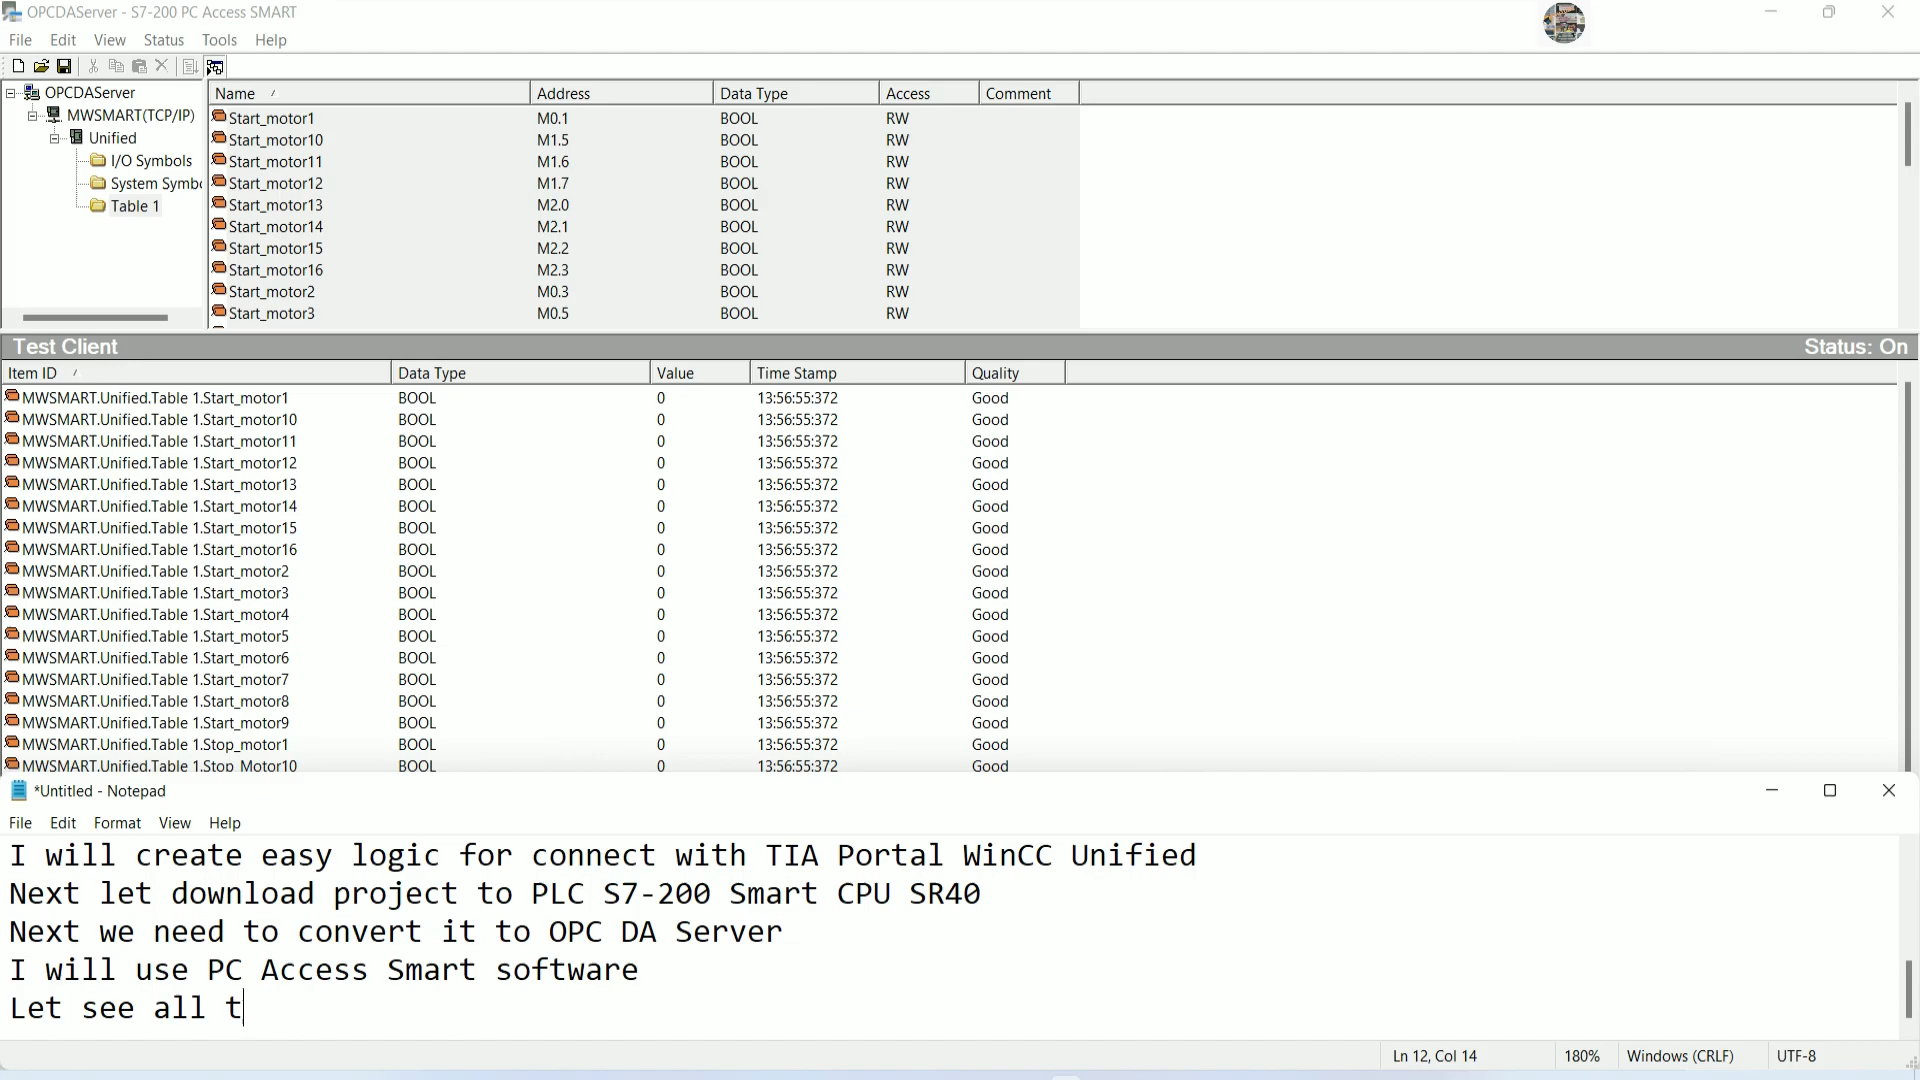 OPCDAServer - S7-200 PC Access SMART
File Edit View Status Tools Help
OPCDAServer
MWSMART(TCP/IP)
Unified
I/O Symbols
System Symb
Table 1
Name Address Data Type Access Comment
Start_motor1 M0.1 BOOL RW
Start_motor10 M1.5 BOOL RW
Start_motor11 M1.6 BOOL RW
Start_motor12 M1.7 BOOL RW
Start_motor13 M2.0 BOOL RW
Start_motor14 M2.1 BOOL RW
Start_motor15 M2.2 BOOL RW
Start_motor16 M2.3 BOOL RW
Start_motor2 M0.3 BOOL RW
Start_motor3 M0.5 BOOL RW
Test Client Status: On
Item ID Data Type Value Time Stamp Quality
MWSMART.Unified.Table 1.Start_motor1 BOOL 0 13:56:55:372 Good
MWSMART.Unified.Table 1.Start_motor10 BOOL 0 13:56:55:372 Good
MWSMART.Unified.Table 1.Start_motor11 BOOL 0 13:56:55:372 Good
MWSMART.Unified.Table 1.Start_motor12 BOOL 0 13:56:55:372 Good
MWSMART.Unified.Table 1.Start_motor13 BOOL 0 13:56:55:372 Good
MWSMART.Unified.Table 1.Start_motor14 BOOL 0 13:56:55:372 Good
MWSMART.Unified.Table 1.Start_motor15 BOOL 0 13:56:55:372 Good
MWSMART.Unified.Table 1.Start_motor16 BOOL 0 13:56:55:372 Good
MWSMART.Unified.Table 1.Start_motor2 BOOL 0 13:56:55:372 Good
MWSMART.Unified.Table 1.Start_motor3 BOOL 0 13:56:55:372 Good
MWSMART.Unified.Table 1.Start_motor4 BOOL 0 13:56:55:372 Good
MWSMART.Unified.Table 1.Start_motor5 BOOL 0 13:56:55:372 Good
MWSMART.Unified.Table 1.Start_motor6 BOOL 0 13:56:55:372 Good
MWSMART.Unified.Table 1.Start_motor7 BOOL 0 13:56:55:372 Good
MWSMART.Unified.Table 1.Start_motor8 BOOL 0 13:56:55:372 Good
MWSMART.Unified.Table 1.Start_motor9 BOOL 0 13:56:55:372 Good
MWSMART.Unified.Table 1.Stop_motor1 BOOL 0 13:56:55:372 Good
MWSMART.Unified.Table 1.Stop_Motor10 BOOL 0 13:56:55:372 Good
*Untitled - Notepad
File Edit Format View Help
I will create easy logic for connect with TIA Portal WinCC Unified
Next let download project to PLC S7-200 Smart CPU SR40
Next we need to convert it to OPC DA Server
I will use PC Access Smart software
Let see all t
Ln 12, Col 14 180% Windows (CRLF) UTF-8